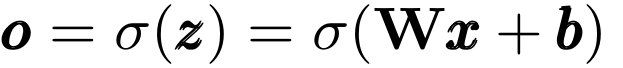 𝒐 = σ(𝒛) = σ(𝐖𝒙 + 𝒃)